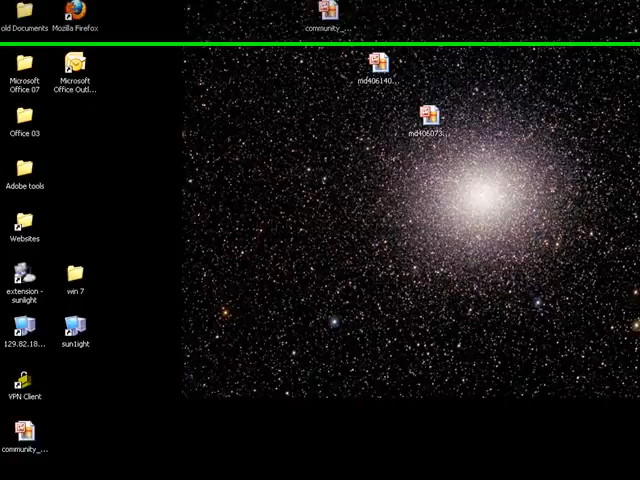 old Documents
Mozilla Firefox
community_...
Microsoft
Office 07
Microsoft
Office Outl...
md406140...
Office 03
md406073...
Adobe tools
Websites
extension -
sunlight
win 7
129.82.18...
sun1ight
VPN Client
community_...